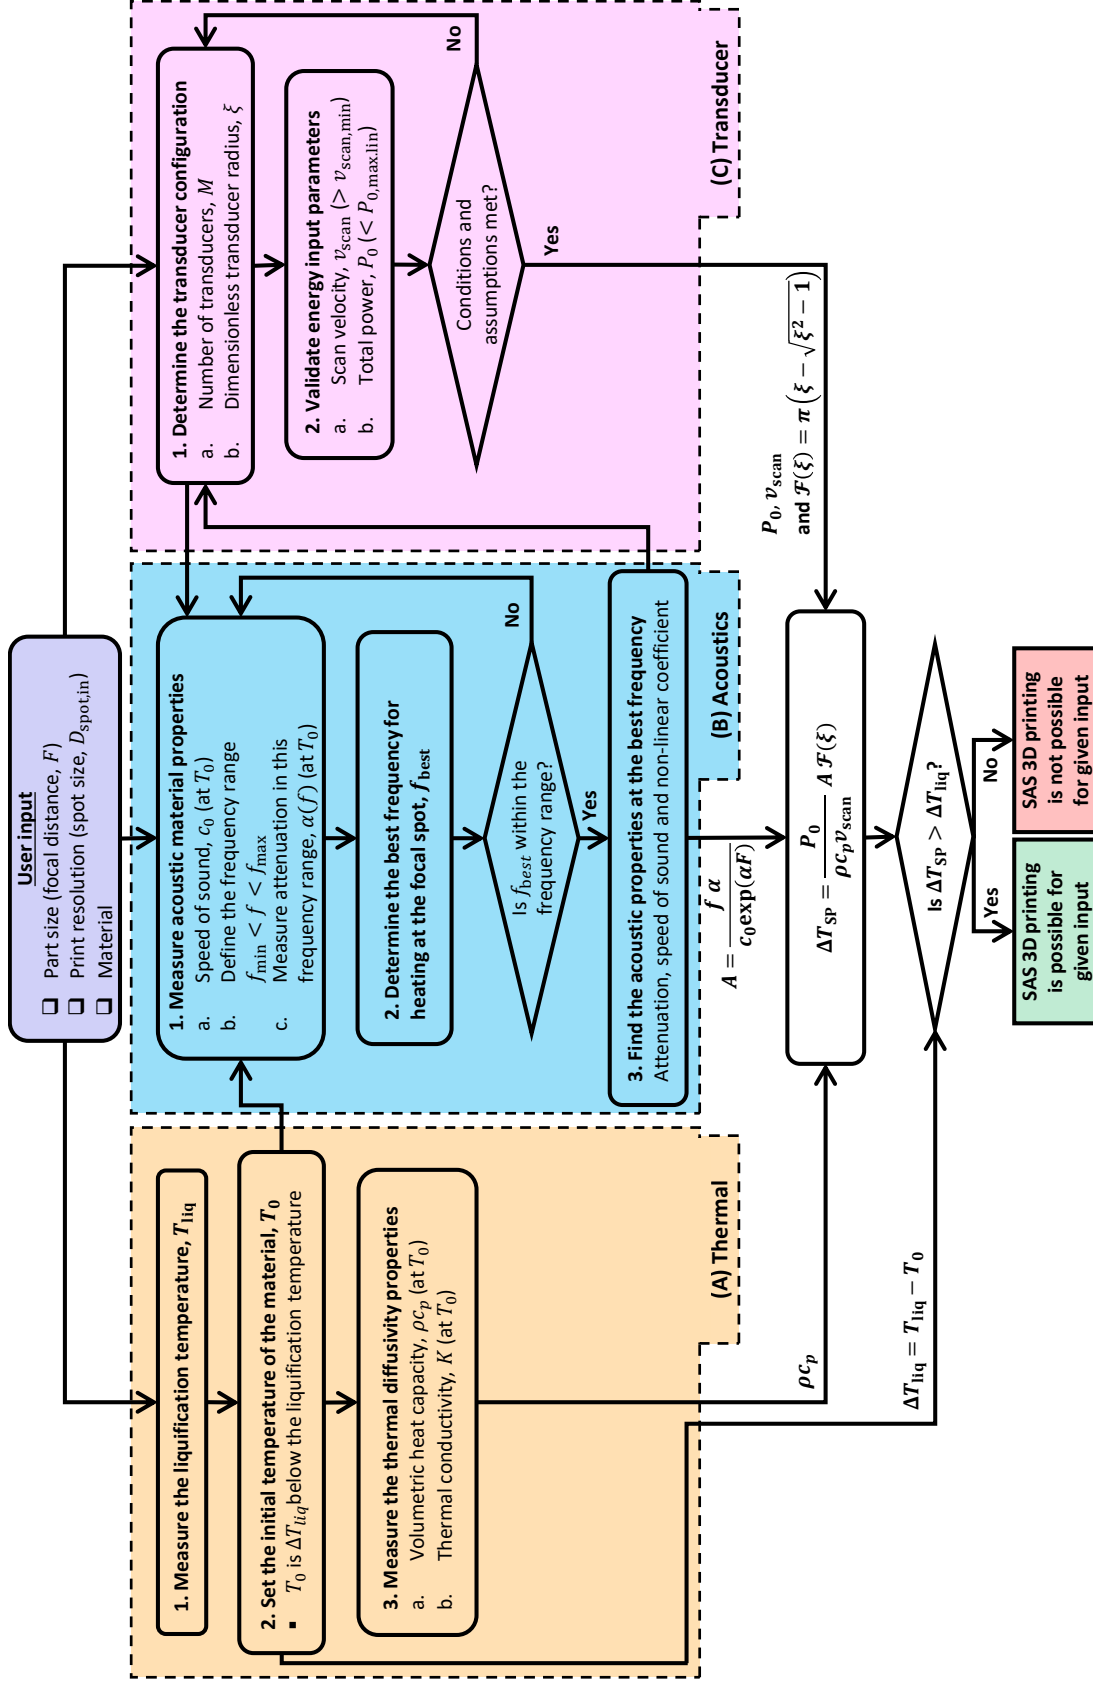 User input
❑ Part size (focal distance, F)
❑ Print resolution (spot size, D_spot,in)
❑ Material
1. Measure the liquification temperature, T_liq
2. Set the initial temperature of the material, T_0
▪ T_0 is ΔT_liq below the liquification temperature
3. Measure the thermal diffusivity properties
a. Volumetric heat capacity, ρc_p (at T_0)
b. Thermal conductivity, K (at T_0)
(A) Thermal
1. Measure acoustic material properties
a. Speed of sound, c_0 (at T_0)
b. Define the frequency range
f_min < f < f_max
c. Measure attenuation in this
frequency range, α(f) (at T_0)
2. Determine the best frequency for
heating at the focal spot, f_best
Is f_best within the
frequency range?
No
Yes
3. Find the acoustic properties at the best frequency
Attenuation, speed of sound and non-linear coefficient
(B) Acoustics
1. Determine the transducer configuration
a. Number of transducers, M
b. Dimensionless transducer radius, ξ
2. Validate energy input parameters
a. Scan velocity, v_scan (> v_scan,min)
b. Total power, P_0 (< P_0,max.lin)
Conditions and
assumptions met?
No
Yes
(C) Transducer
ρc_p
A = f α / c_0 exp(αF)
P_0, v_scan
and ℱ(ξ) = π (ξ − √(ξ² − 1))
ΔT_SP = P_0 / ρc_p v_scan A ℱ(ξ)
ΔT_liq = T_liq − T_0
Is ΔT_SP > ΔT_liq?
Yes
No
SAS 3D printing
is possible for
given input
SAS 3D printing
is not possible
for given input